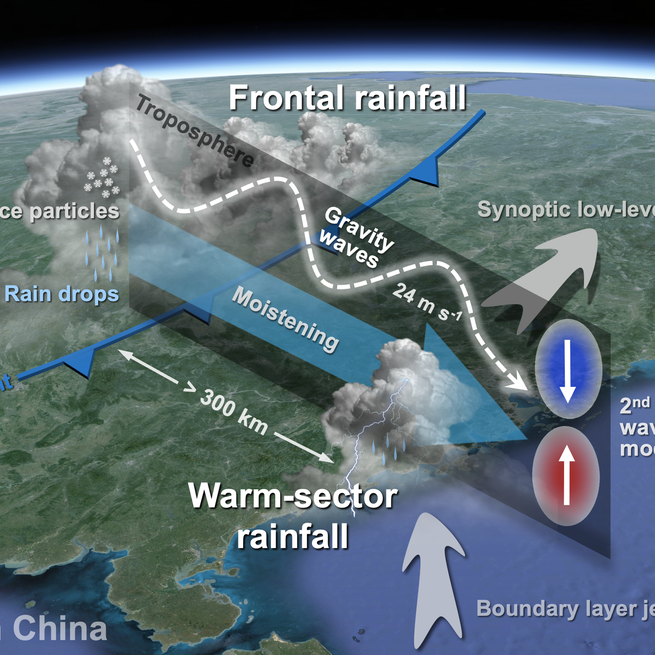 Frontal rainfall
Troposphere
ce particles
Synoptic low-leve
Gravity
waves
Rain drops
24 m s⁻¹
Moistening
nt
> 300 km
2nd
wav
mod
Warm-sector
rainfall
Boundary layer je
China